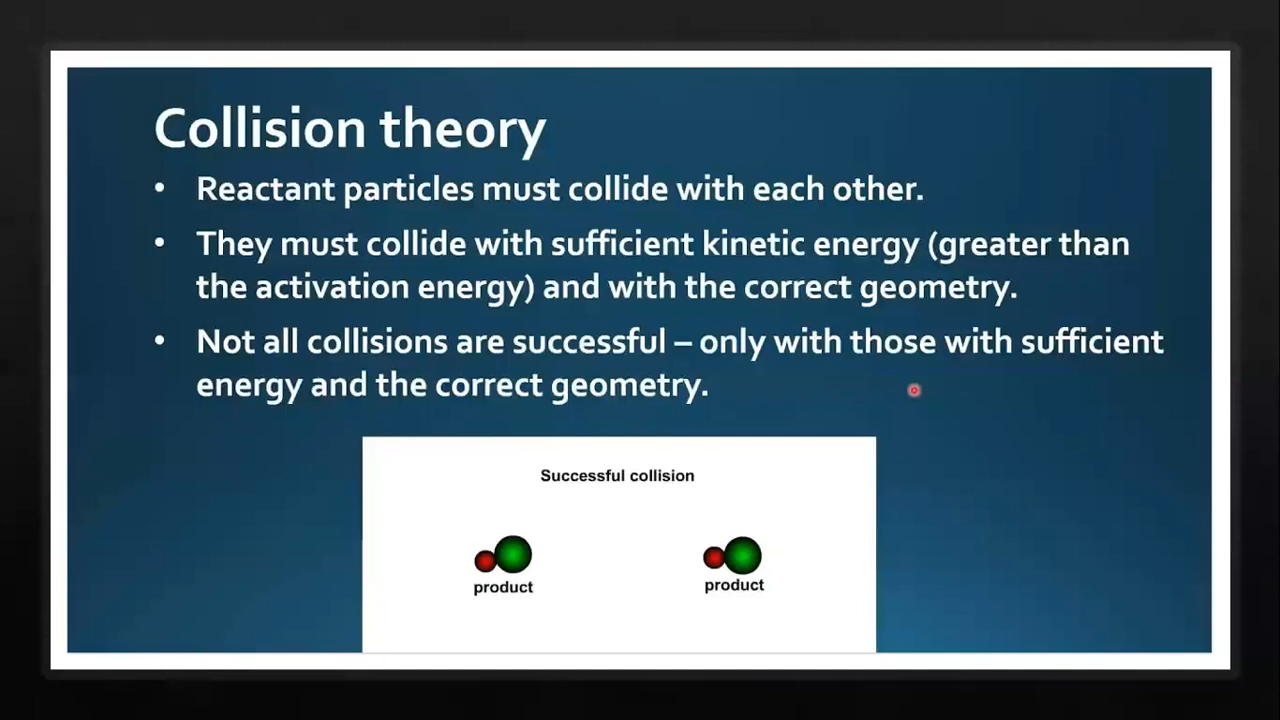 Collision theory
• Reactant particles must collide with each other.
• They must collide with sufficient kinetic energy (greater than
the activation energy) and with the correct geometry.
• Not all collisions are successful – only with those with sufficient
energy and the correct geometry.
Successful collision
product
product